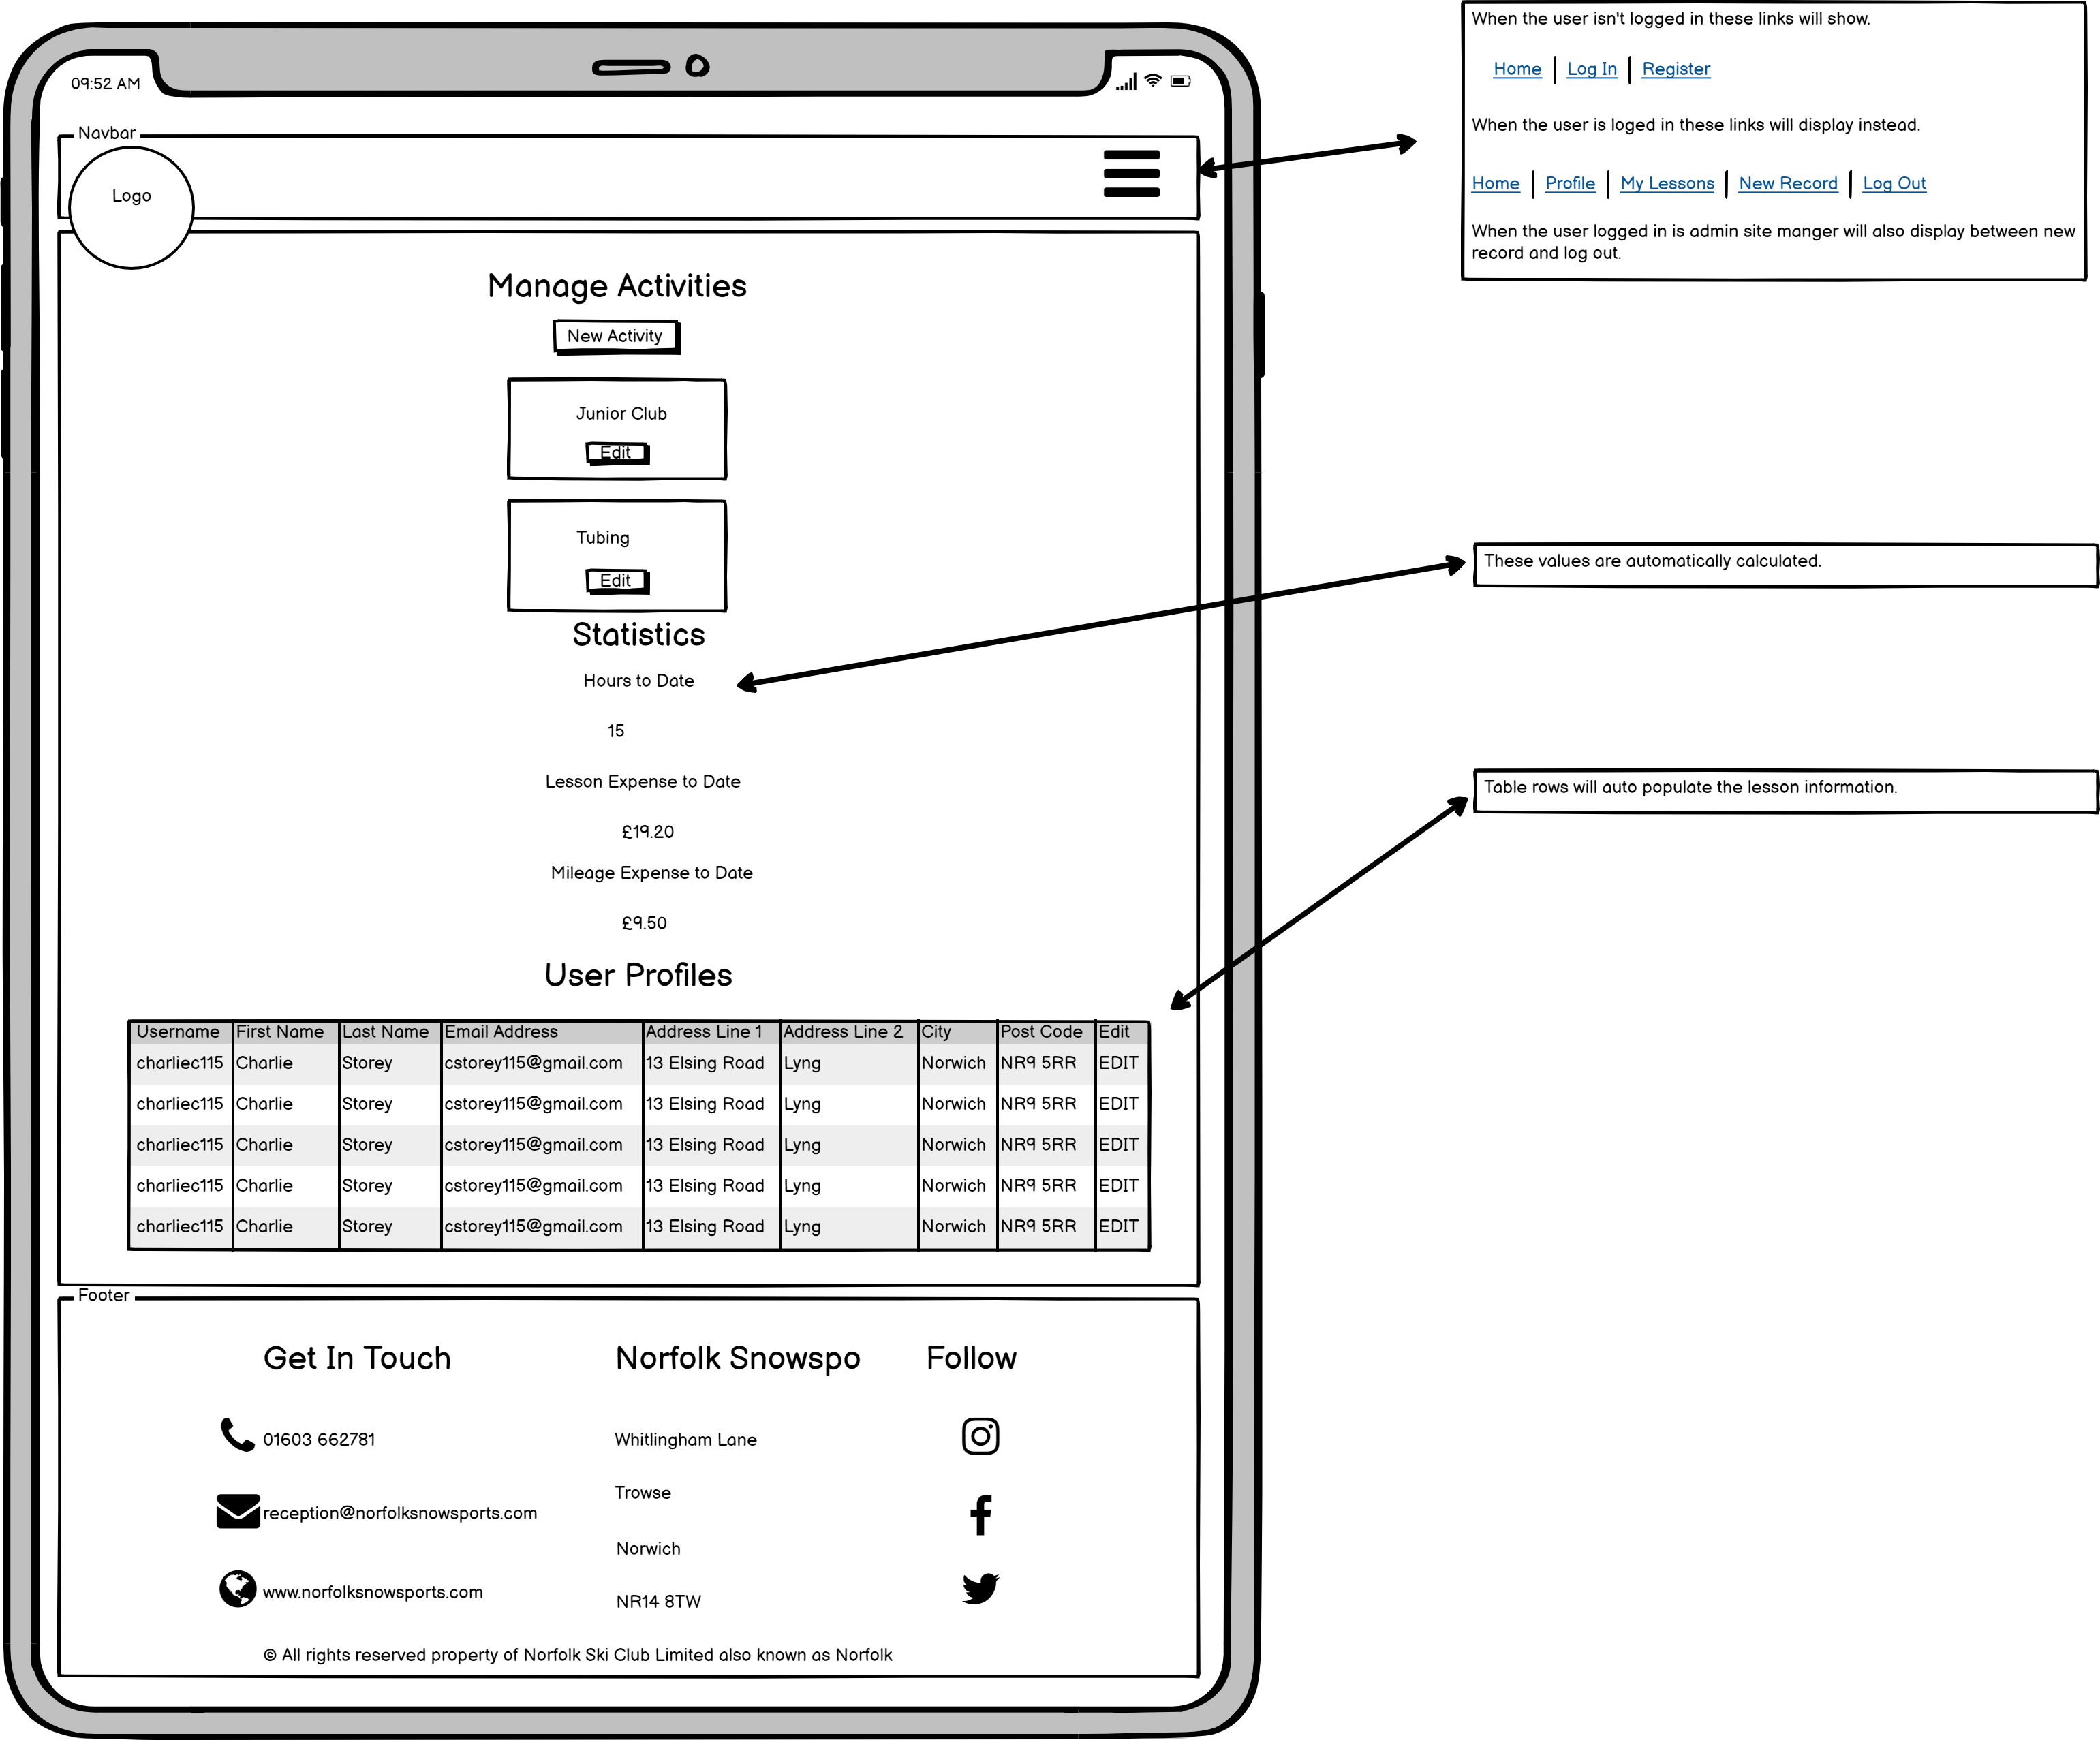 09:52 AM
Navbar
Logo
Manage Activities
New Activity
Junior Club
Edit
Tubing
Edit
Statistics
Hours to Date
15
Lesson Expense to Date
£19.20
Mileage Expense to Date
£9.50
User Profiles
Username First Name Last Name Email Address Address Line 1 Address Line 2 City Post Code Edit
charliec115 Charlie Storey cstorey115@gmail.com 13 Elsing Road Lyng Norwich NR9 5RR EDIT
charliec115 Charlie Storey cstorey115@gmail.com 13 Elsing Road Lyng Norwich NR9 5RR EDIT
charliec115 Charlie Storey cstorey115@gmail.com 13 Elsing Road Lyng Norwich NR9 5RR EDIT
charliec115 Charlie Storey cstorey115@gmail.com 13 Elsing Road Lyng Norwich NR9 5RR EDIT
charliec115 Charlie Storey cstorey115@gmail.com 13 Elsing Road Lyng Norwich NR9 5RR EDIT
Footer
Get In Touch
01603 662781
reception@norfolksnowsports.com
www.norfolksnowsports.com
Norfolk Snowspo
Whitlingham Lane
Trowse
Norwich
NR14 8TW
Follow
© All rights reserved property of Norfolk Ski Club Limited also known as Norfolk
When the user isn't logged in these links will show.
Home Log In Register
When the user is loged in these links will display instead.
Home Profile My Lessons New Record Log Out
When the user logged in is admin site manger will also display between new
record and log out.
These values are automatically calculated.
Table rows will auto populate the lesson information.